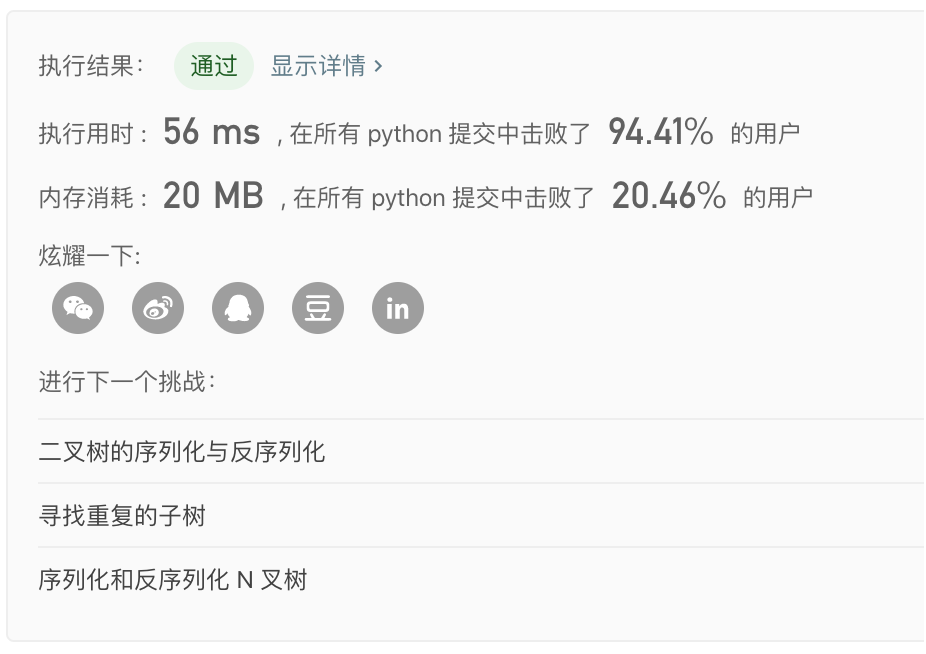 执行结果： 通过 显示详情 ›
执行用时 : 56 ms , 在所有 python 提交中击败了 94.41% 的用户
内存消耗 : 20 MB , 在所有 python 提交中击败了 20.46% 的用户
炫耀一下:
豆 in
进行下一个挑战：
二叉树的序列化与反序列化
寻找重复的子树
序列化和反序列化 N 叉树